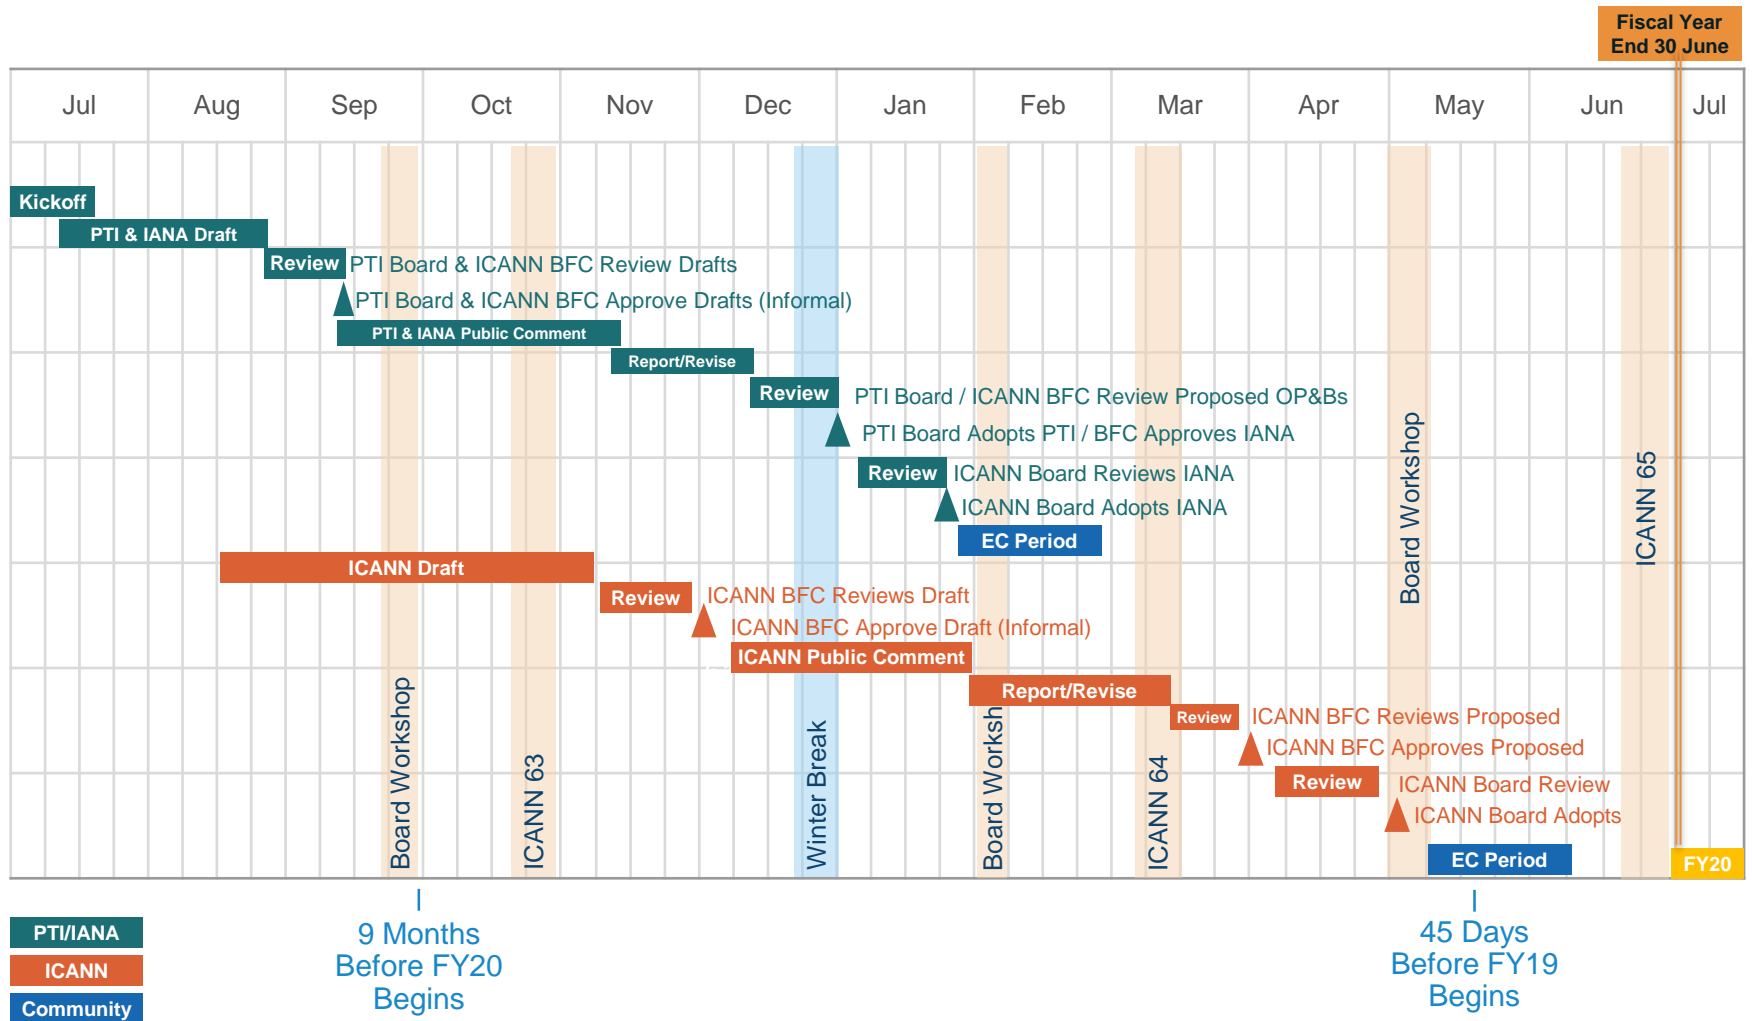 Fiscal Year
End 30 June
Jul Aug Sep Oct Nov Dec Jan Feb Mar Apr May Jun Jul
Kickoff
PTI & IANA Draft
Review PTI Board & ICANN BFC Review Drafts
PTI Board & ICANN BFC Approve Drafts (Informal)
PTI & IANA Public Comment
Report/Revise
Review PTI Board / ICANN BFC Review Proposed OP&Bs
PTI Board Adopts PTI / BFC Approves IANA
Review ICANN Board Reviews IANA
ICANN Board Adopts IANA
EC Period
ICANN Draft
Review ICANN BFC Reviews Draft
ICANN BFC Approve Draft (Informal)
ICANN Public Comment
Report/Revise
Review ICANN BFC Reviews Proposed
ICANN BFC Approves Proposed
Review ICANN Board Review
ICANN Board Adopts
EC Period
FY20
Board Workshop
ICANN 63
Winter Break
Board Worksh
ICANN 64
Board Workshop
ICANN 65
PTI/IANA
ICANN
Community
9 Months
Before FY20
Begins
45 Days
Before FY19
Begins